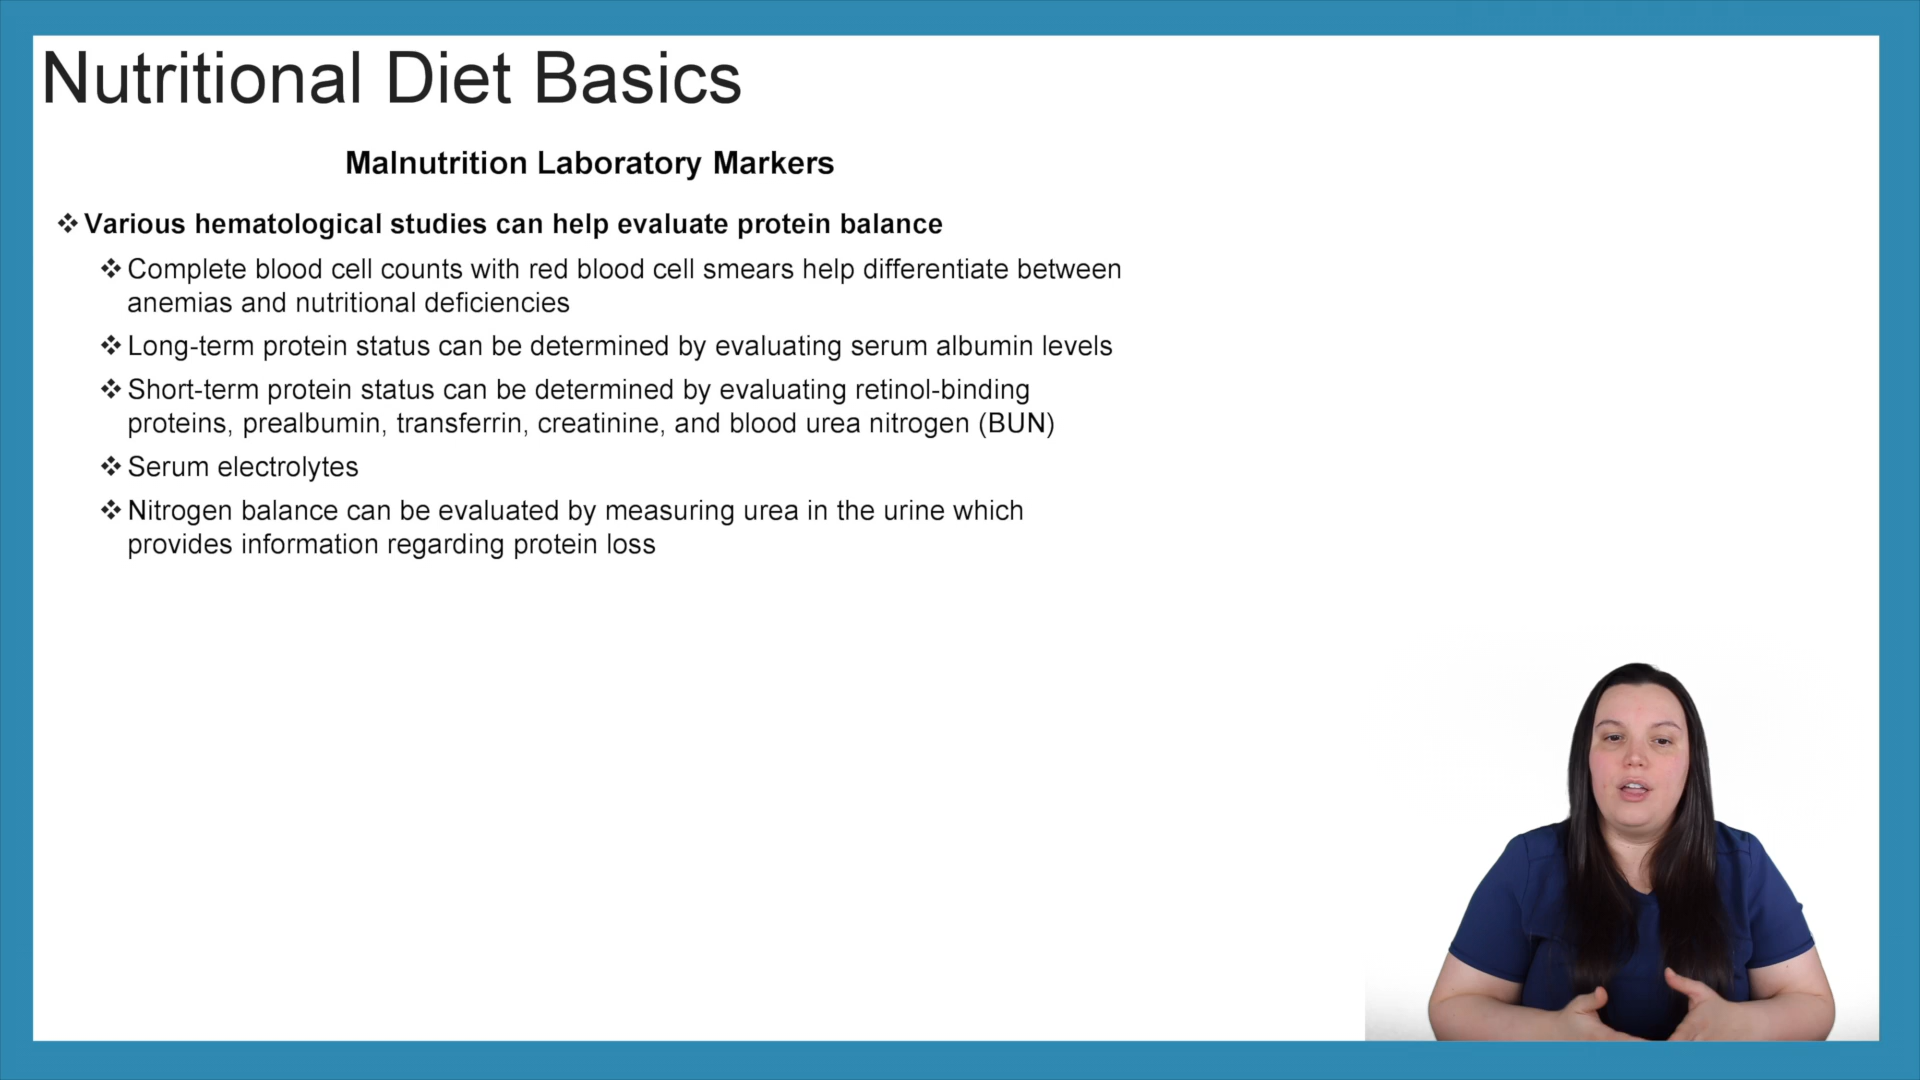 Nutritional Diet Basics
Malnutrition Laboratory Markers
❖ Various hematological studies can help evaluate protein balance
❖ Complete blood cell counts with red blood cell smears help differentiate between
anemias and nutritional deficiencies
❖ Long-term protein status can be determined by evaluating serum albumin levels
❖ Short-term protein status can be determined by evaluating retinol-binding
proteins, prealbumin, transferrin, creatinine, and blood urea nitrogen (BUN)
❖ Serum electrolytes
❖ Nitrogen balance can be evaluated by measuring urea in the urine which
provides information regarding protein loss